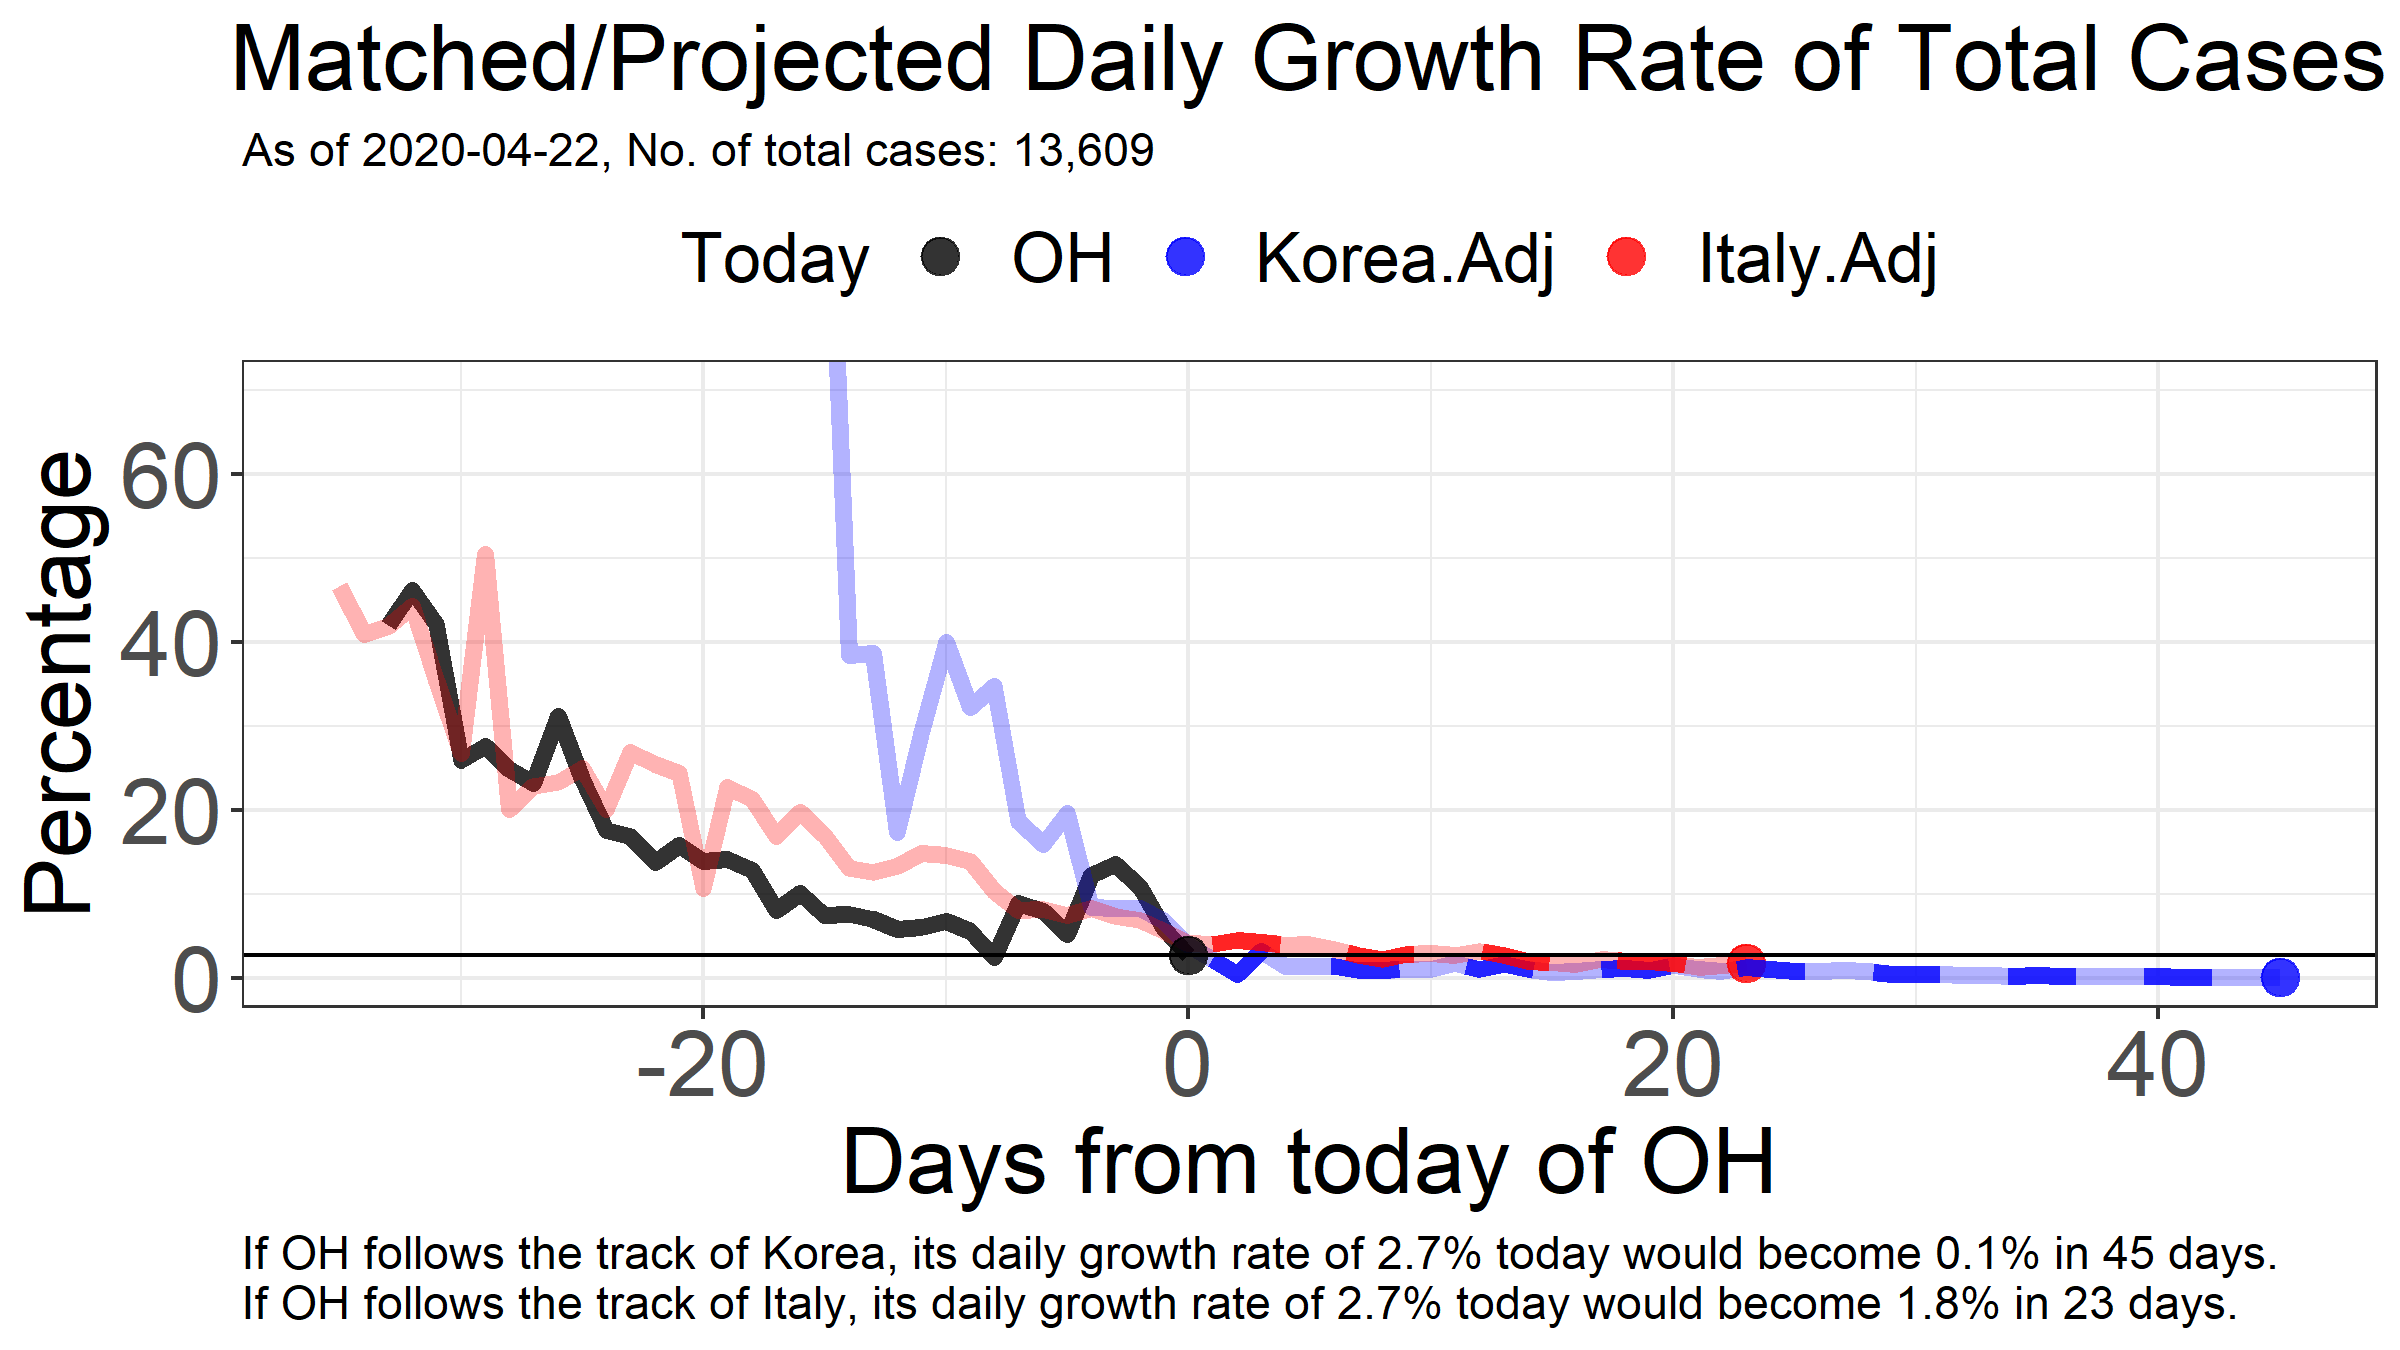 Matched/Projected Daily Growth Rate of Total Cases
As of 2020-04-22, No. of total cases: 13,609
Today OH Korea.Adj Italy.Adj
Percentage
60
40
20
0
-20 0 20 40
Days from today of OH
If OH follows the track of Korea, its daily growth rate of 2.7% today would become 0.1% in 45 days.
If OH follows the track of Italy, its daily growth rate of 2.7% today would become 1.8% in 23 days.